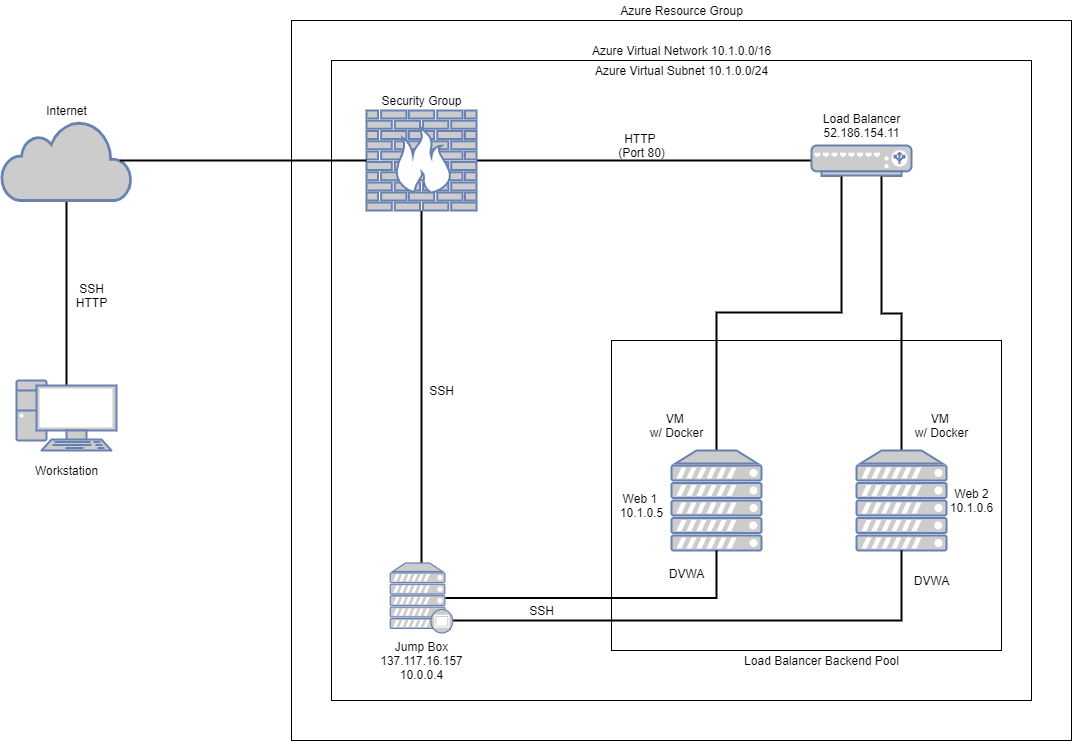 Azure Resource Group
Azure Virtual Network 10.1.0.0/16
Azure Virtual Subnet 10.1.0.0/24
Internet
Security Group
Load Balancer
52.186.154.11
HTTP
(Port 80)
SSH
HTTP
SSH
Workstation
VM
w/ Docker
VM
w/ Docker
Web 1
10.1.0.5
Web 2
10.1.0.6
DVWA
DVWA
SSH
Jump Box
137.117.16.157
10.0.0.4
Load Balancer Backend Pool